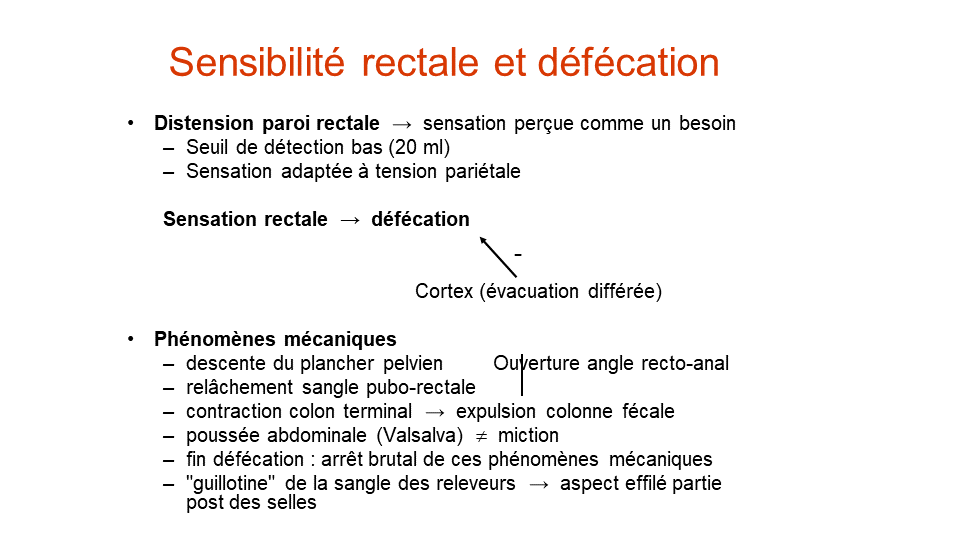 Sensibilité rectale et défécation
• Distension paroi rectale → sensation perçue comme un besoin
– Seuil de détection bas (20 ml)
– Sensation adaptée à tension pariétale
Sensation rectale → défécation
-
Cortex (évacuation différée)
• Phénomènes mécaniques
– descente du plancher pelvien Ouverture angle recto-anal
– relâchement sangle pubo-rectale
– contraction colon terminal → expulsion colonne fécale
– poussée abdominale (Valsalva) ≠ miction
– fin défécation : arrêt brutal de ces phénomènes mécaniques
– "guillotine" de la sangle des releveurs → aspect effilé partie
post des selles